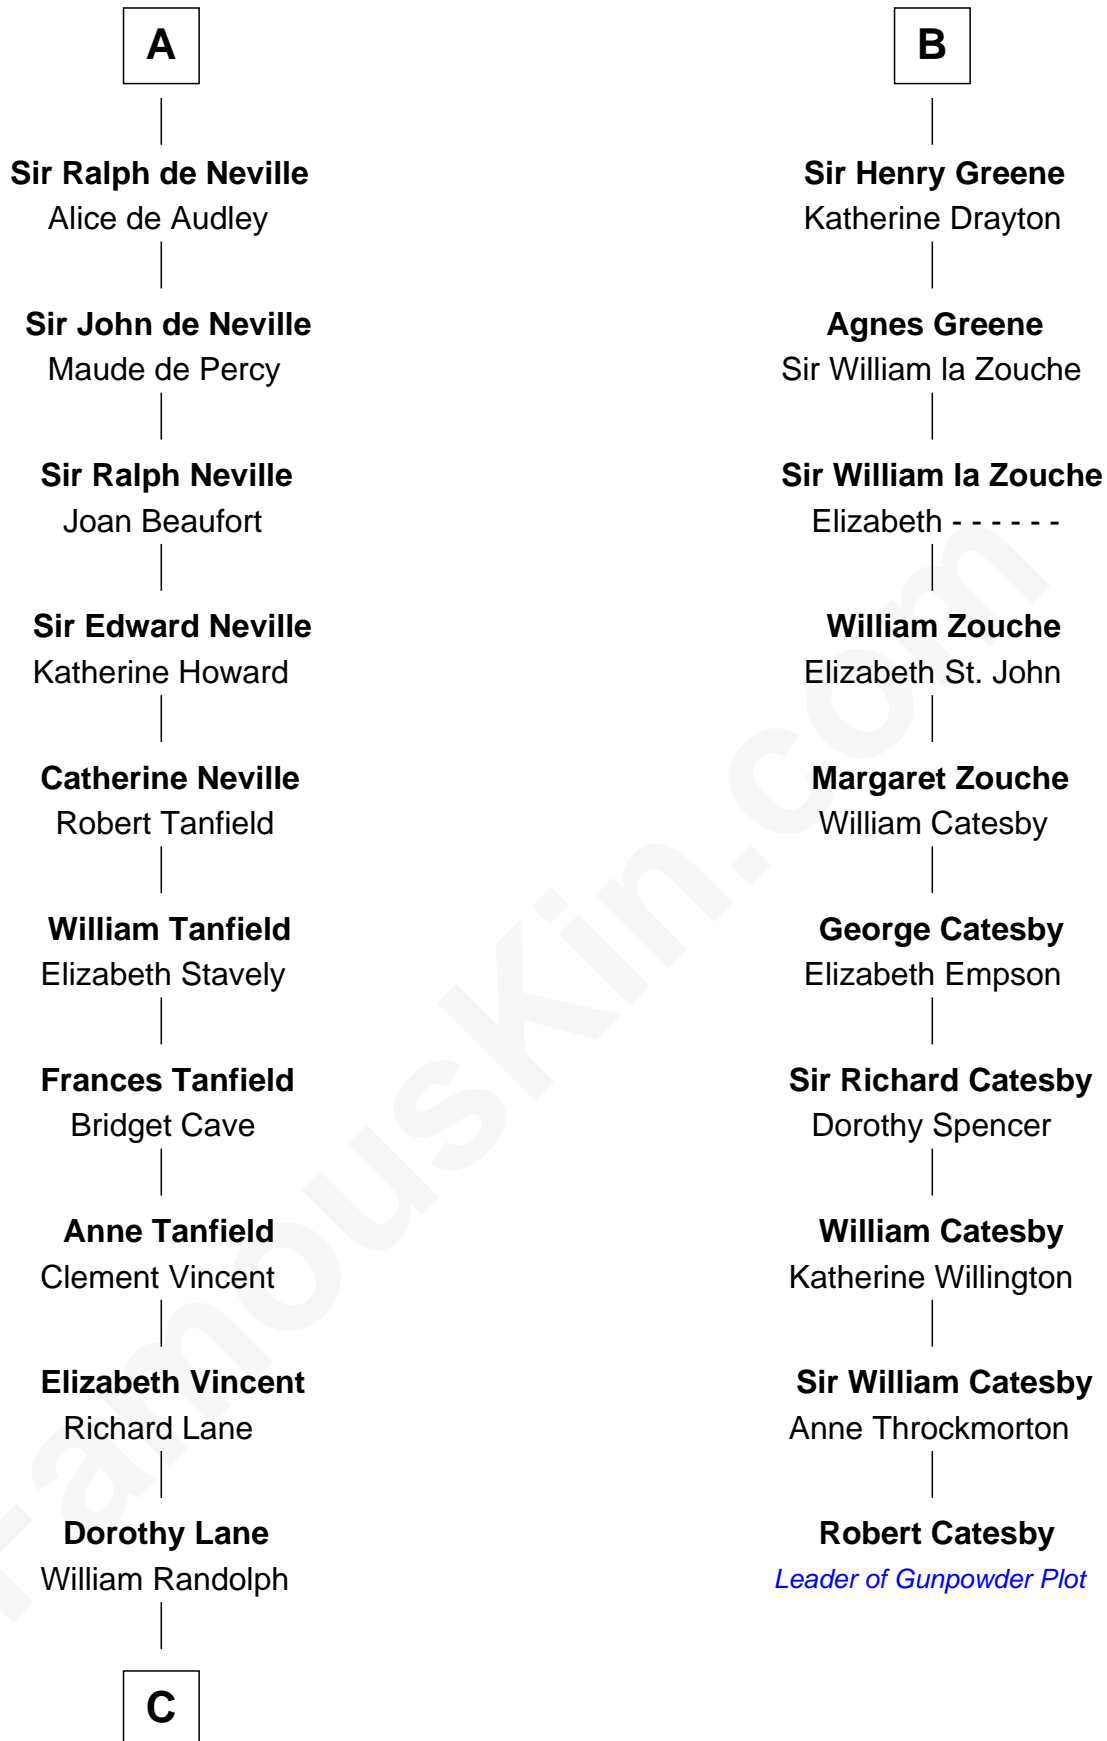 A
Sir Ralph de Neville
Alice de Audley
Sir John de Neville
Maude de Percy
Sir Ralph Neville
Joan Beaufort
Sir Edward Neville
Katherine Howard
Catherine Neville
Robert Tanfield
William Tanfield
Elizabeth Stavely
Frances Tanfield
Bridget Cave
Anne Tanfield
Clement Vincent
Elizabeth Vincent
Richard Lane
Dorothy Lane
William Randolph
C
B
Sir Henry Greene
Katherine Drayton
Agnes Greene
Sir William la Zouche
Sir William la Zouche
Elizabeth - - - - - -
William Zouche
Elizabeth St. John
Margaret Zouche
William Catesby
George Catesby
Elizabeth Empson
Sir Richard Catesby
Dorothy Spencer
William Catesby
Katherine Willington
Sir William Catesby
Anne Throckmorton
Robert Catesby
Leader of Gunpowder Plot
FamousKin.com